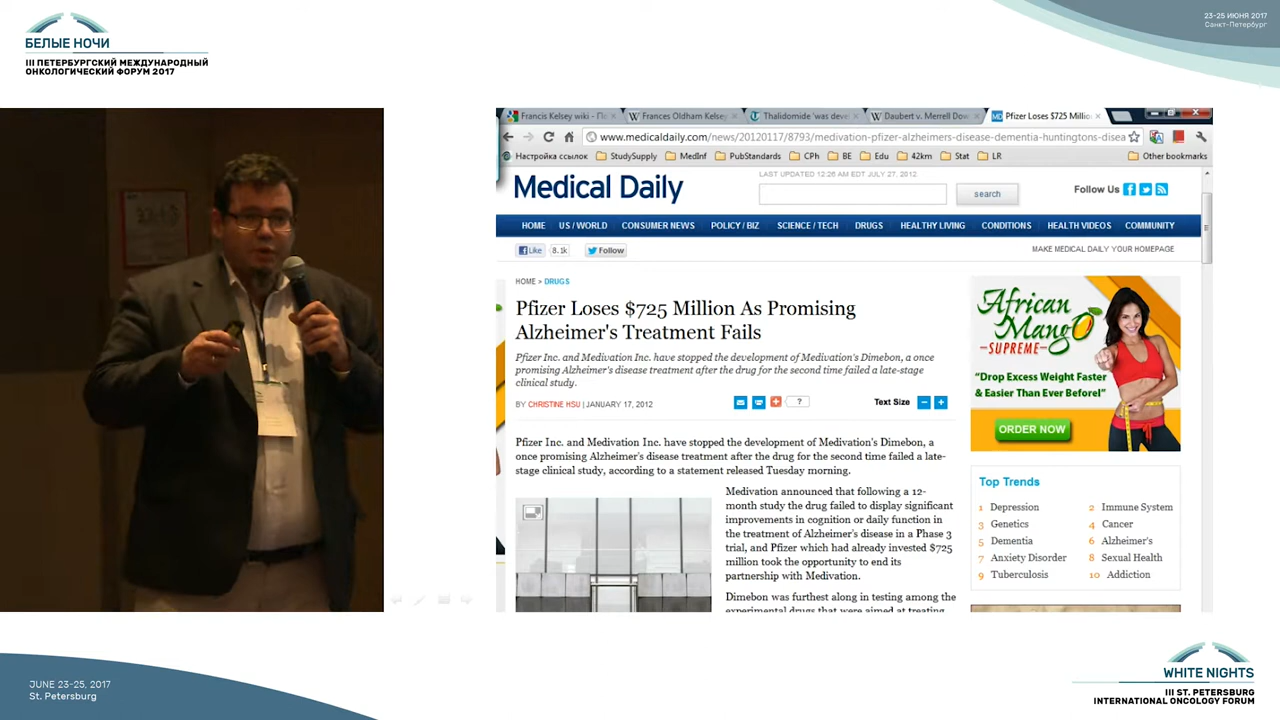 БЕЛЫЕ НОЧИ
III ПЕТЕРБУРГСКИЙ МЕЖДУНАРОДНЫЙ
ОНКОЛОГИЧЕСКИЙ ФОРУМ 2017
23-25 ИЮНЯ 2017
Санкт-Петербург
Francis Kelsey wiki - По
Frances Oldham Kelsey
Thalidomide 'was deve
Daubert v. Merrell Dow
Pfizer Loses $725 Millio
www.medicaldaily.com/news/20120117/8793/medivation-pfizer-alzheimers-disease-dementia-huntingtons-disea
Настройка ссылок StudySupply MedInf PubStandards CPh BE Edu 42km Stat LR Other bookmarks
Medical Daily
LAST UPDATED 12:26 AM EDT JULY 27, 2012
search
Follow Us
HOME US / WORLD CONSUMER NEWS POLICY / BIZ SCIENCE / TECH DRUGS HEALTHY LIVING CONDITIONS HEALTH VIDEOS COMMUNITY
Like 8.1k Follow
MAKE MEDICAL DAILY YOUR HOMEPAGE
HOME > DRUGS
Pfizer Loses $725 Million As Promising
Alzheimer's Treatment Fails
Pfizer Inc. and Medivation Inc. have stopped the development of Medivation's Dimebon, a once
promising Alzheimer's disease treatment after the drug for the second time failed a late-stage
clinical study.
BY CHRISTINE HSU | JANUARY 17, 2012
?
Text Size - +
Pfizer Inc. and Medivation Inc. have stopped the development of Medivation's Dimebon, a
once promising Alzheimer's disease treatment after the drug for the second time failed a late-
stage clinical study, according to a statement released Tuesday morning.
Medivation announced that following a 12-
month study the drug failed to display significant
improvements in cognition or daily function in
the treatment of Alzheimer's disease in a Phase 3
trial, and Pfizer which had already invested $725
million took the opportunity to end its
partnership with Medivation.
Dimebon was furthest along in testing among the
experimental drugs that were aimed at treating
African
Mango
SUPREME
"Drop Excess Weight Faster
& Easier Than Ever Before!"
ORDER NOW
Top Trends
1 Depression 2 Immune System
3 Genetics 4 Cancer
5 Dementia 6 Alzheimer's
7 Anxiety Disorder 8 Sexual Health
9 Tuberculosis 10 Addiction
JUNE 23-25, 2017
St. Petersburg
WHITE NIGHTS
III ST. PETERSBURG
INTERNATIONAL ONCOLOGY FORUM